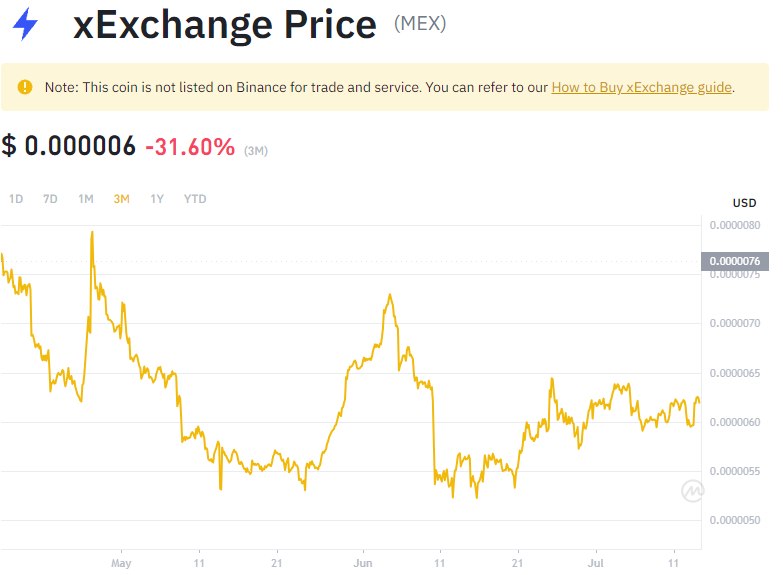 xExchange Price (MEX)
Note: This coin is not listed on Binance for trade and service. You can refer to our How to Buy xExchange guide.
$ 0.000006 -31.60% (3M)
1D 7D 1M 3M 1Y YTD
USD
0.0000080
0.0000076
0.0000075
0.0000070
0.0000065
0.0000060
0.0000055
0.0000050
May 11 21 Jun 11 21 Jul 11